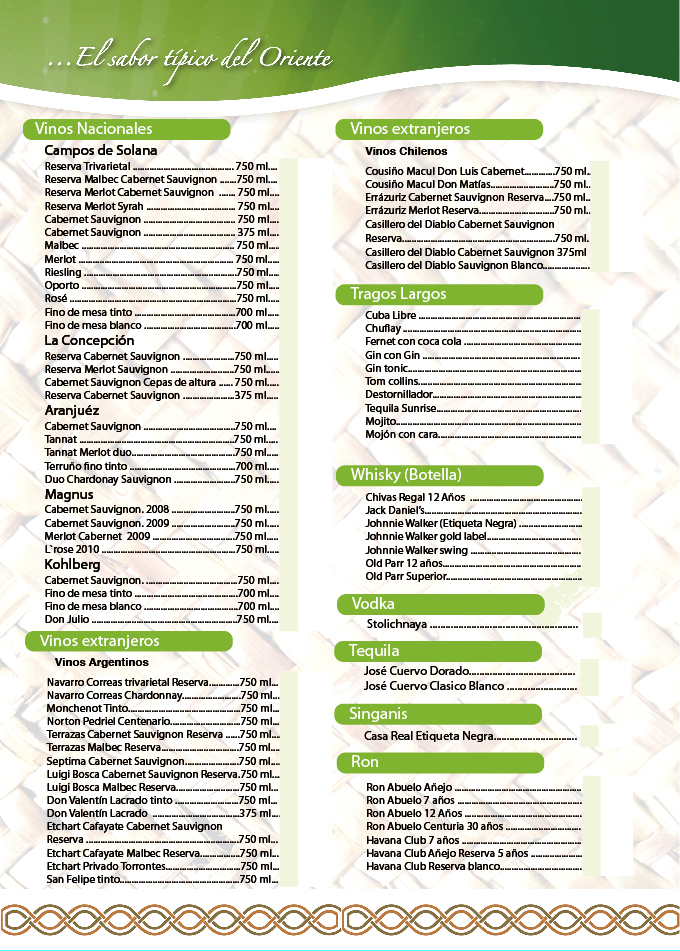 ...El sabor típico del Oriente
Vinos Nacionales
Campos de Solana
Reserva Trivarietal ........................................... 750 ml....
Reserva Malbec Cabernet Sauvignon .......750 ml....
Reserva Merlot Cabernet Sauvignon ....... 750 ml....
Reserva Merlot Syrah ...................................... 750 ml....
Cabernet Sauvignon ....................................... 750 ml....
Cabernet Sauvignon ....................................... 375 ml....
Malbec ................................................................. 750 ml.....
Merlot .................................................................. 750 ml.....
Riesling .................................................................750 ml.....
Oporto ..................................................................750 ml.....
Rosé .......................................................................750 ml.....
Fino de mesa tinto ...........................................700 ml.....
Fino de mesa blanco .......................................700 ml.....
La Concepción
Reserva Cabernet Sauvignon ......................750 ml.....
Reserva Merlot Sauvignon ...........................750 ml......
Cabernet Sauvignon Cepas de altura ...... 750 ml.....
Reserva Cabernet Sauvignon ......................375 ml.....
Aranjuéz
Cabernet Sauvignon .......................................750 ml....
Tannat ..................................................................750 ml.....
Tannat Merlot duo............................................750 ml.....
Terruño fino tinto .............................................700 ml.....
Duo Chardonay Sauvignon ..........................750 ml.....
Magnus
Cabernet Sauvignon. 2008 ...........................750 ml.....
Cabernet Sauvignon. 2009 ...........................750 ml.....
Merlot Cabernet 2009 ...................................750 ml.....
L`rose 2010 .........................................................750 ml.....
Kohlberg
Cabernet Sauvignon. .......................................750 ml....
Fino de mesa tinto ............................................700 ml....
Fino de mesa blanco ........................................700 ml....
Don Julio ..............................................................750 ml....
Vinos extranjeros
Vinos Argentinos
Navarro Correas trivarietal Reserva.............750 ml...
Navarro Correas Chardonnay.........................750 ml...
Monchenot Tinto................................................750 ml...
Norton Pedriel Centenario..............................750 ml...
Terrazas Cabernet Sauvignon Reserva ......750 ml....
Terrazas Malbec Reserva.................................750 ml....
Septima Cabernet Sauvignon.......................750 ml....
Luigi Bosca Cabernet Sauvignon Reserva.750 ml...
Luigi Bosca Malbec Reserva...........................750 ml...
Don Valentín Lacrado tinto ...........................750 ml...
Don Valentín Lacrado .....................................375 ml....
Etchart Cafayate Cabernet Sauvignon
Reserva .................................................................750 ml...
Etchart Cafayate Malbec Reserva.................750 ml...
Etchart Privado Torrontes................................750 ml...
San Felipe tinto...................................................750 ml...
Vinos extranjeros
Vinos Chilenos
Cousiño Macul Don Luis Cabernet.............750 ml..
Cousiño Macul Don Matías...........................750 ml..
Errázuriz Cabernet Sauvignon Reserva....750 ml..
Errázuriz Merlot Reserva................................750 ml..
Casillero del Diablo Cabernet Sauvignon
Reserva.................................................................750 ml.
Casillero del Diablo Cabernet Sauvignon 375ml
Casillero del Diablo Sauvignon Blanco....................
Tragos Largos
Cuba Libre .....................................................................
Chuflay ............................................................................
Fernet con coca cola ..................................................
Gin con Gin ...................................................................
Gin tonic..........................................................................
Tom collins.....................................................................
Destornillador...............................................................
Tequila Sunrise..............................................................
Mojito...............................................................................
Mojón con cara.............................................................
Whisky (Botella)
Chivas Regal 12 Años ................................................
Jack Daniel's...................................................................
Johnnie Walker (Etiqueta Negra) ...........................
Johnnie Walker gold label........................................
Johnnie Walker swing ...............................................
Old Parr 12 años...........................................................
Old Parr Superior..........................................................
Vodka
Stolichnaya ...............................................
Tequila
José Cuervo Dorado..................................
José Cuervo Clasico Blanco ......................
Singanis
Casa Real Etiqueta Negra..........................
Ron
Ron Abuelo Añejo ......................................................
Ron Abuelo 7 años .....................................................
Ron Abuelo 12 Años ..................................................
Ron Abuelo Centuria 30 años ................................
Havana Club 7 años ...................................................
Havana Club Añejo Reserva 5 años ......................
Havana Club Reserva blanco...................................